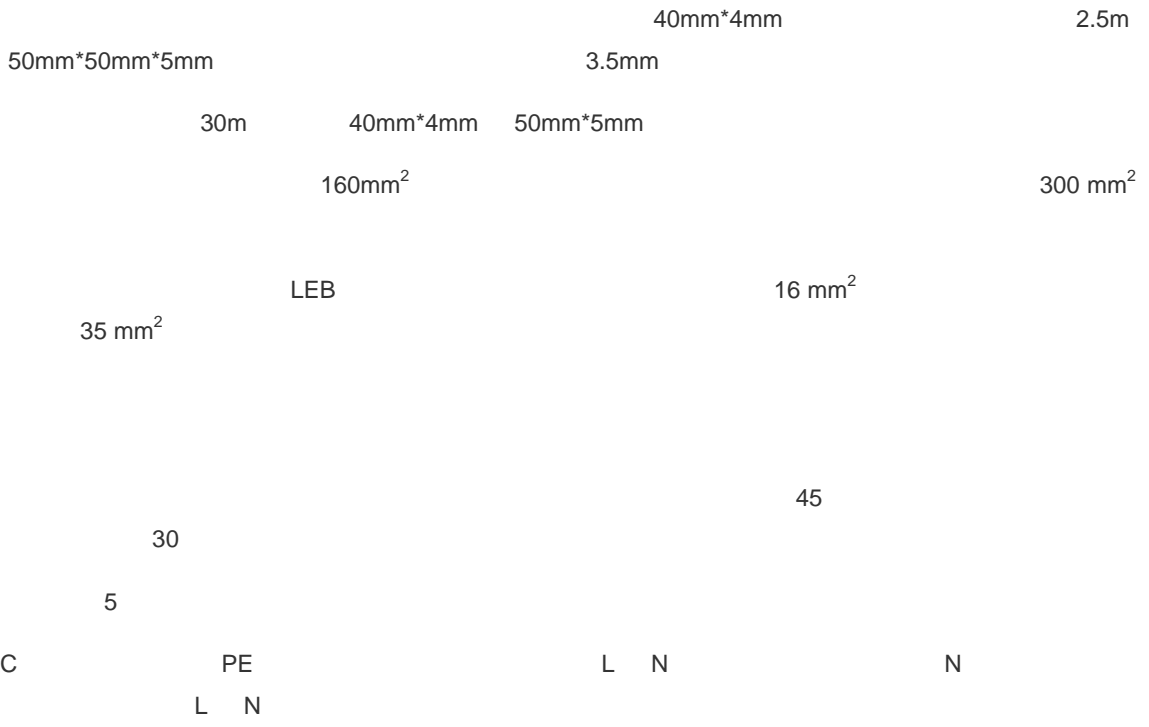 40mm*4mm 2.5m
50mm*50mm*5mm 3.5mm
30m 40mm*4mm 50mm*5mm
160mm² 300 mm²
LEB 16 mm²
35 mm²
45
30
5
C PE L N N
L N